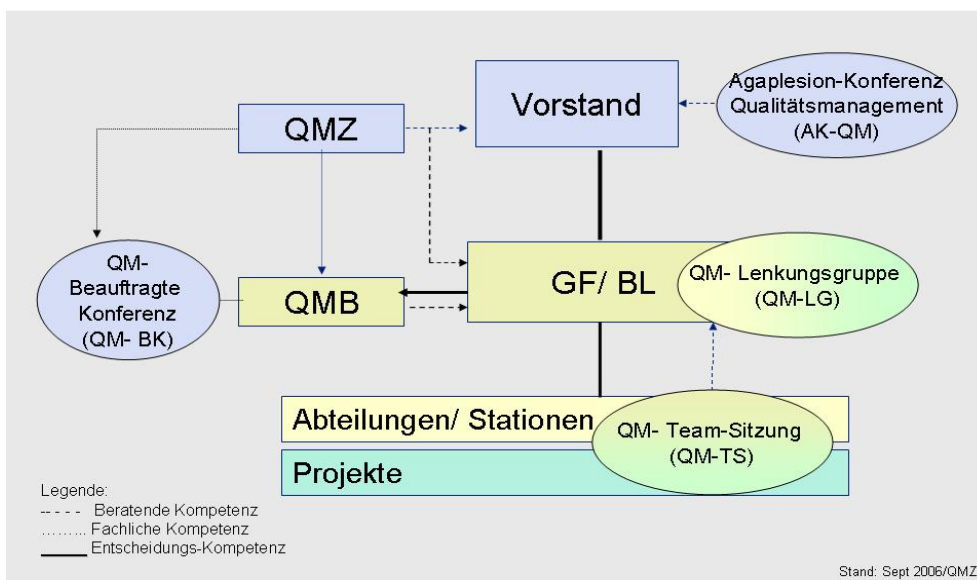 Agaplesion-Konferenz
Qualitätsmanagement
(AK-QM)
Vorstand
QMZ
QM-
Beauftragte
Konferenz
(QM- BK)
QMB
GF/ BL
QM- Lenkungsgruppe
(QM-LG)
Abteilungen/ Stationen
QM- Team-Sitzung
(QM-TS)
Projekte
Legende:
Beratende Kompetenz
Fachliche Kompetenz
Entscheidungs-Kompetenz
Stand: Sept 2006/QMZ